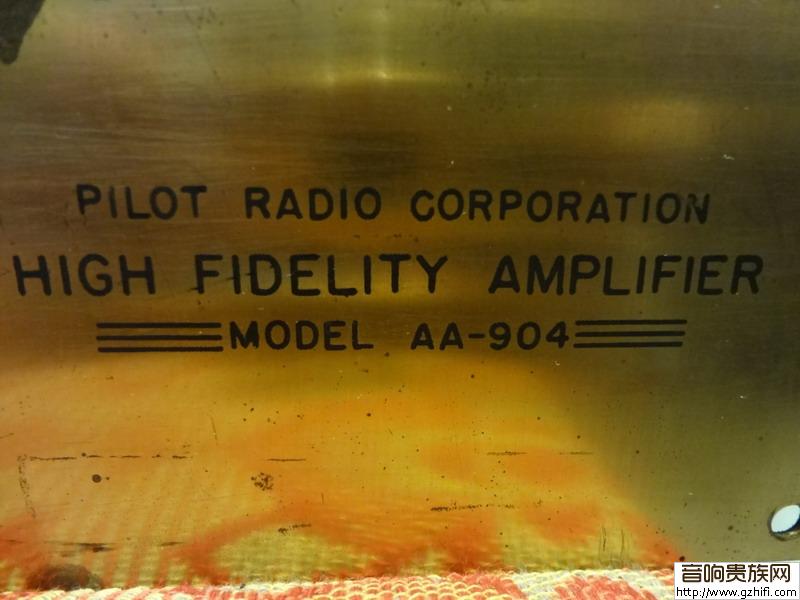 PILOT RADIO CORPORATION
HIGH FIDELITY AMPLIFIER
MODEL AA-904
音响贵族网
http://www.gzhifi.com